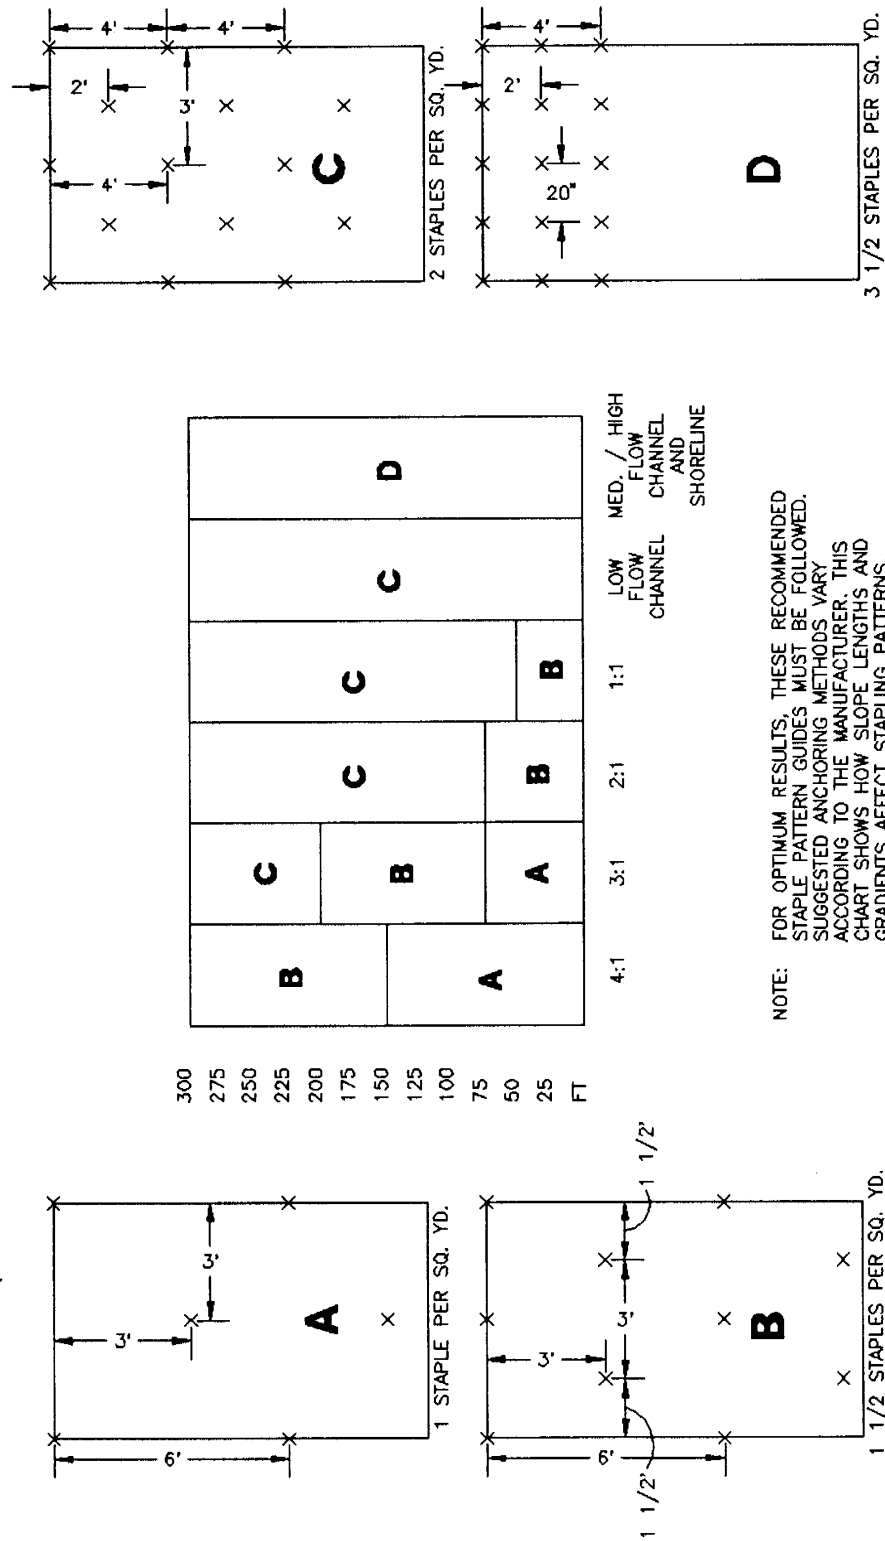 6'
3'
3'
A
1 STAPLE PER SQ. YD.
6'
3'
1 1/2'
3'
1 1/2'
B
1 1/2 STAPLES PER SQ. YD.
300
275
250
225
200
175
150
125
100
75
50
25
FT
B
A
C
B
A
C
B
C
B
C
D
4:1
3:1
2:1
1:1
LOW
FLOW
CHANNEL
MED. / HIGH
FLOW
CHANNEL
AND
SHORELINE
NOTE: FOR OPTIMUM RESULTS, THESE RECOMMENDED
STAPLE PATTERN GUIDES MUST BE FOLLOWED.
SUGGESTED ANCHORING METHODS VARY
ACCORDING TO THE MANUFACTURER. THIS
CHART SHOWS HOW SLOPE LENGTHS AND
GRADIENTS AFFECT STAPLING PATTERNS
4'
4'
2'
3'
4'
C
2 STAPLES PER SQ. YD.
4'
2'
20"
D
3 1/2 STAPLES PER SQ. YD.